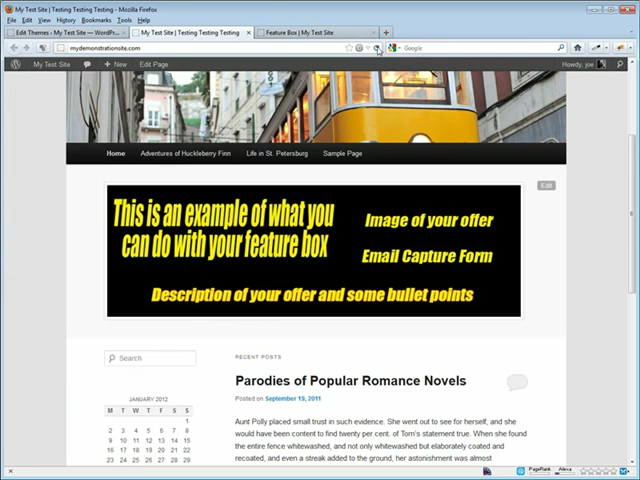 My Test Site | Testing Testing Testing - Mozilla Firefox
File Edit View History Bookmarks Tools Help
Edit Themes ‹ My Test Site — WordP...
My Test Site | Testing Testing Testing
Feature Box | My Test Site
mydemonstrationsite.com
Google
My Test Site
New
Edit Page
Howdy, joe
Home
Adventures of Huckleberry Finn
Life in St. Petersburg
Sample Page
Edit
This is an example of what you
can do with your feature box
Image of your offer
Email Capture Form
Description of your offer and some bullet points
Search
RECENT POSTS
Parodies of Popular Romance Novels
Posted on September 19, 2011
JANUARY 2012
M T W T F S S
1
2 3 4 5 6 7 8
9 10 11 12 13 14 15
16 17 18 19 20 21 22
23 24 25 26 27 28 29
Aunt Polly placed small trust in such evidence. She went out to see for herself; and she
would have been content to find twenty per cent. of Tom's statement true. When she found
the entire fence whitewashed, and not only whitewashed but elaborately coated and
recoated, and even a streak added to the ground, her astonishment was almost
PageRank
Alexa